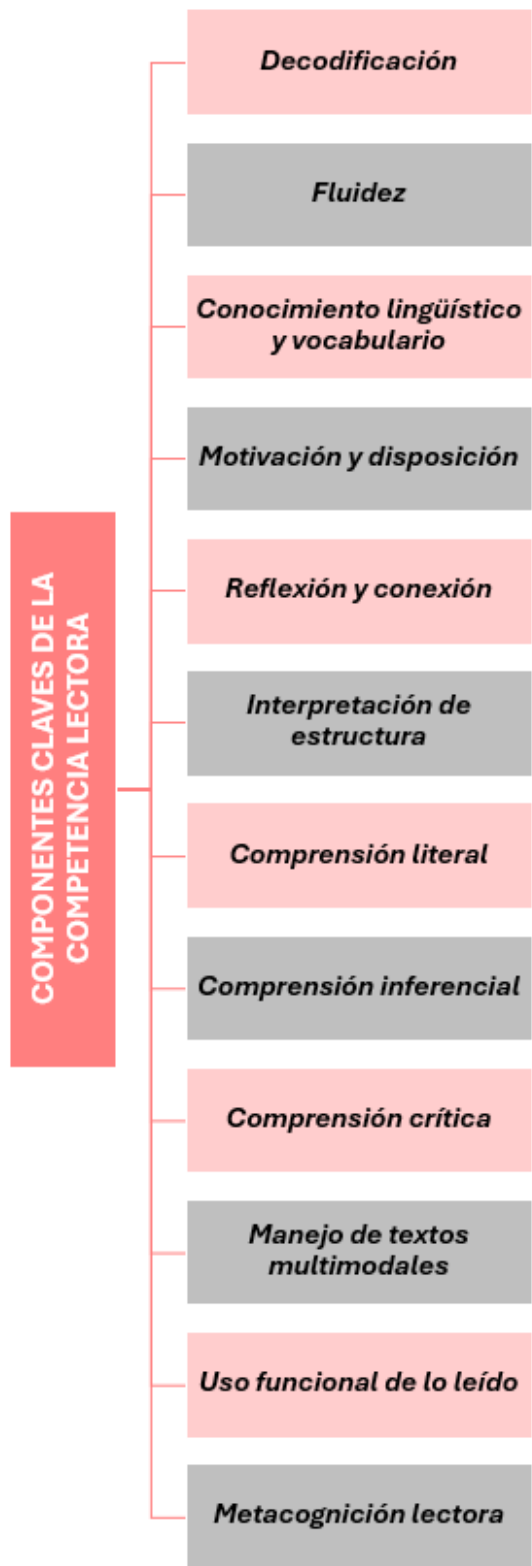 COMPONENTES CLAVES DE LA
COMPETENCIA LECTORA
Decodificación
Fluidez
Conocimiento lingüístico
y vocabulario
Motivación y disposición
Reflexión y conexión
Interpretación de
estructura
Comprensión literal
Comprensión inferencial
Comprensión crítica
Manejo de textos
multimodales
Uso funcional de lo leído
Metacognición lectora